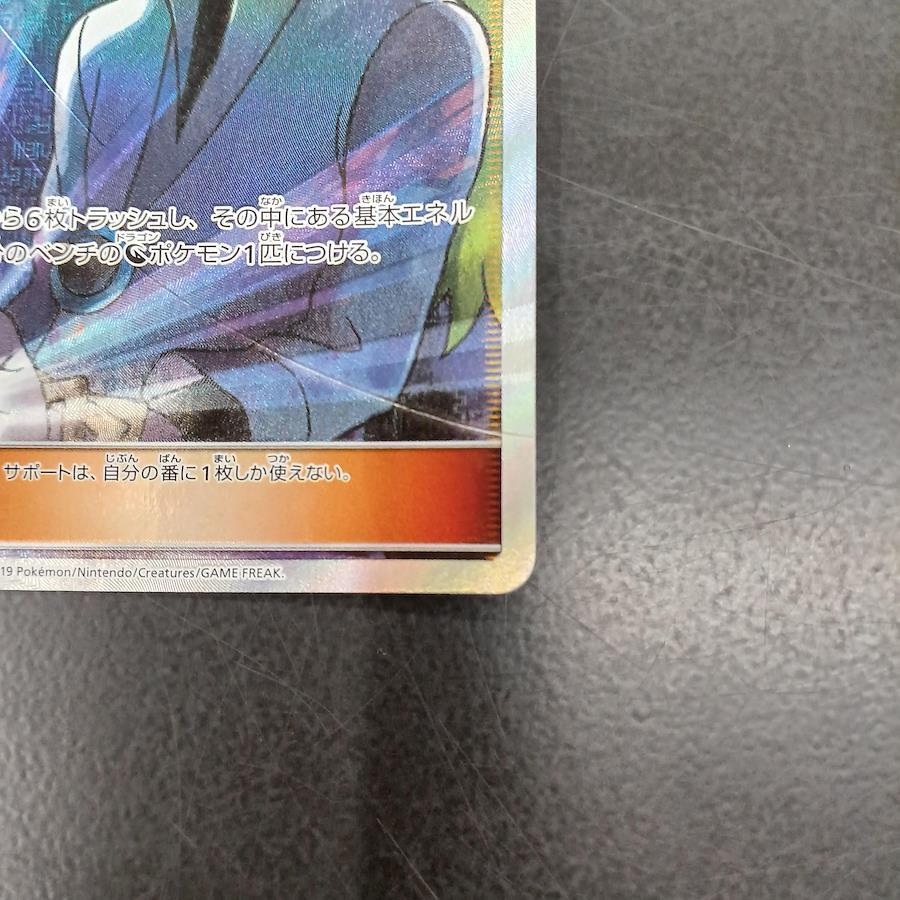 ら6枚トラッシュし、その中にある基本エネル
のベンチのポケモン1匹につける。
サポートは、自分の番に1枚しか使えない。
19 Pokémon/Nintendo/Creatures/GAME FREAK.